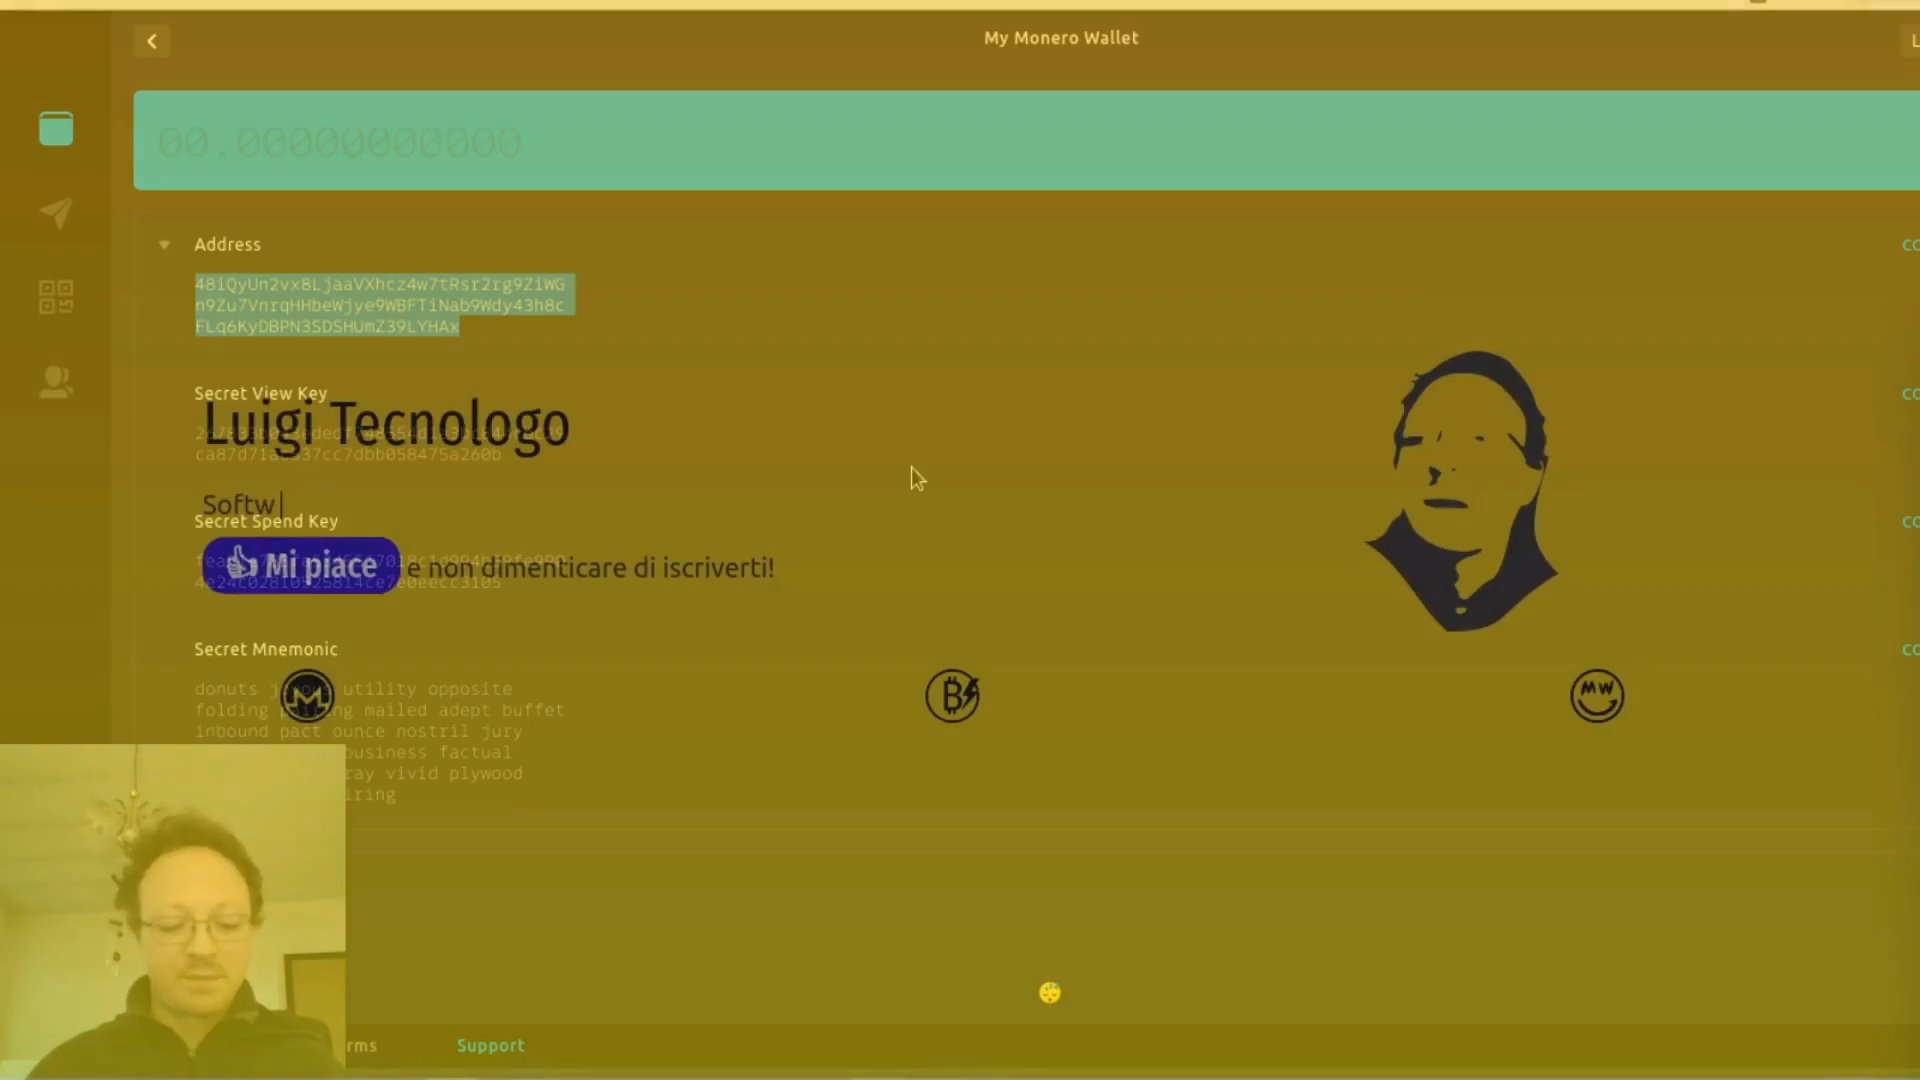 My Monero Wallet
00.000000000000
Address
48iQyUn2vx8LjaaVXhcz4w7tRsr2rg9ZiWG
n9Zu7VnrqHHbeWjye9WBFTiNab9Wdy43h8c
FLq6KyDBPN3SDSHUmZ39LYHAx
Secret View Key
Luigi Tecnologo
Softw
Secret Spend Key
Mi piace e non dimenticare di iscriverti!
Secret Mnemonic
donuts utility opposite
folding mailed adept buffet
inbound pact ounce nostril jury
business factual
vivid plywood
MW
Support